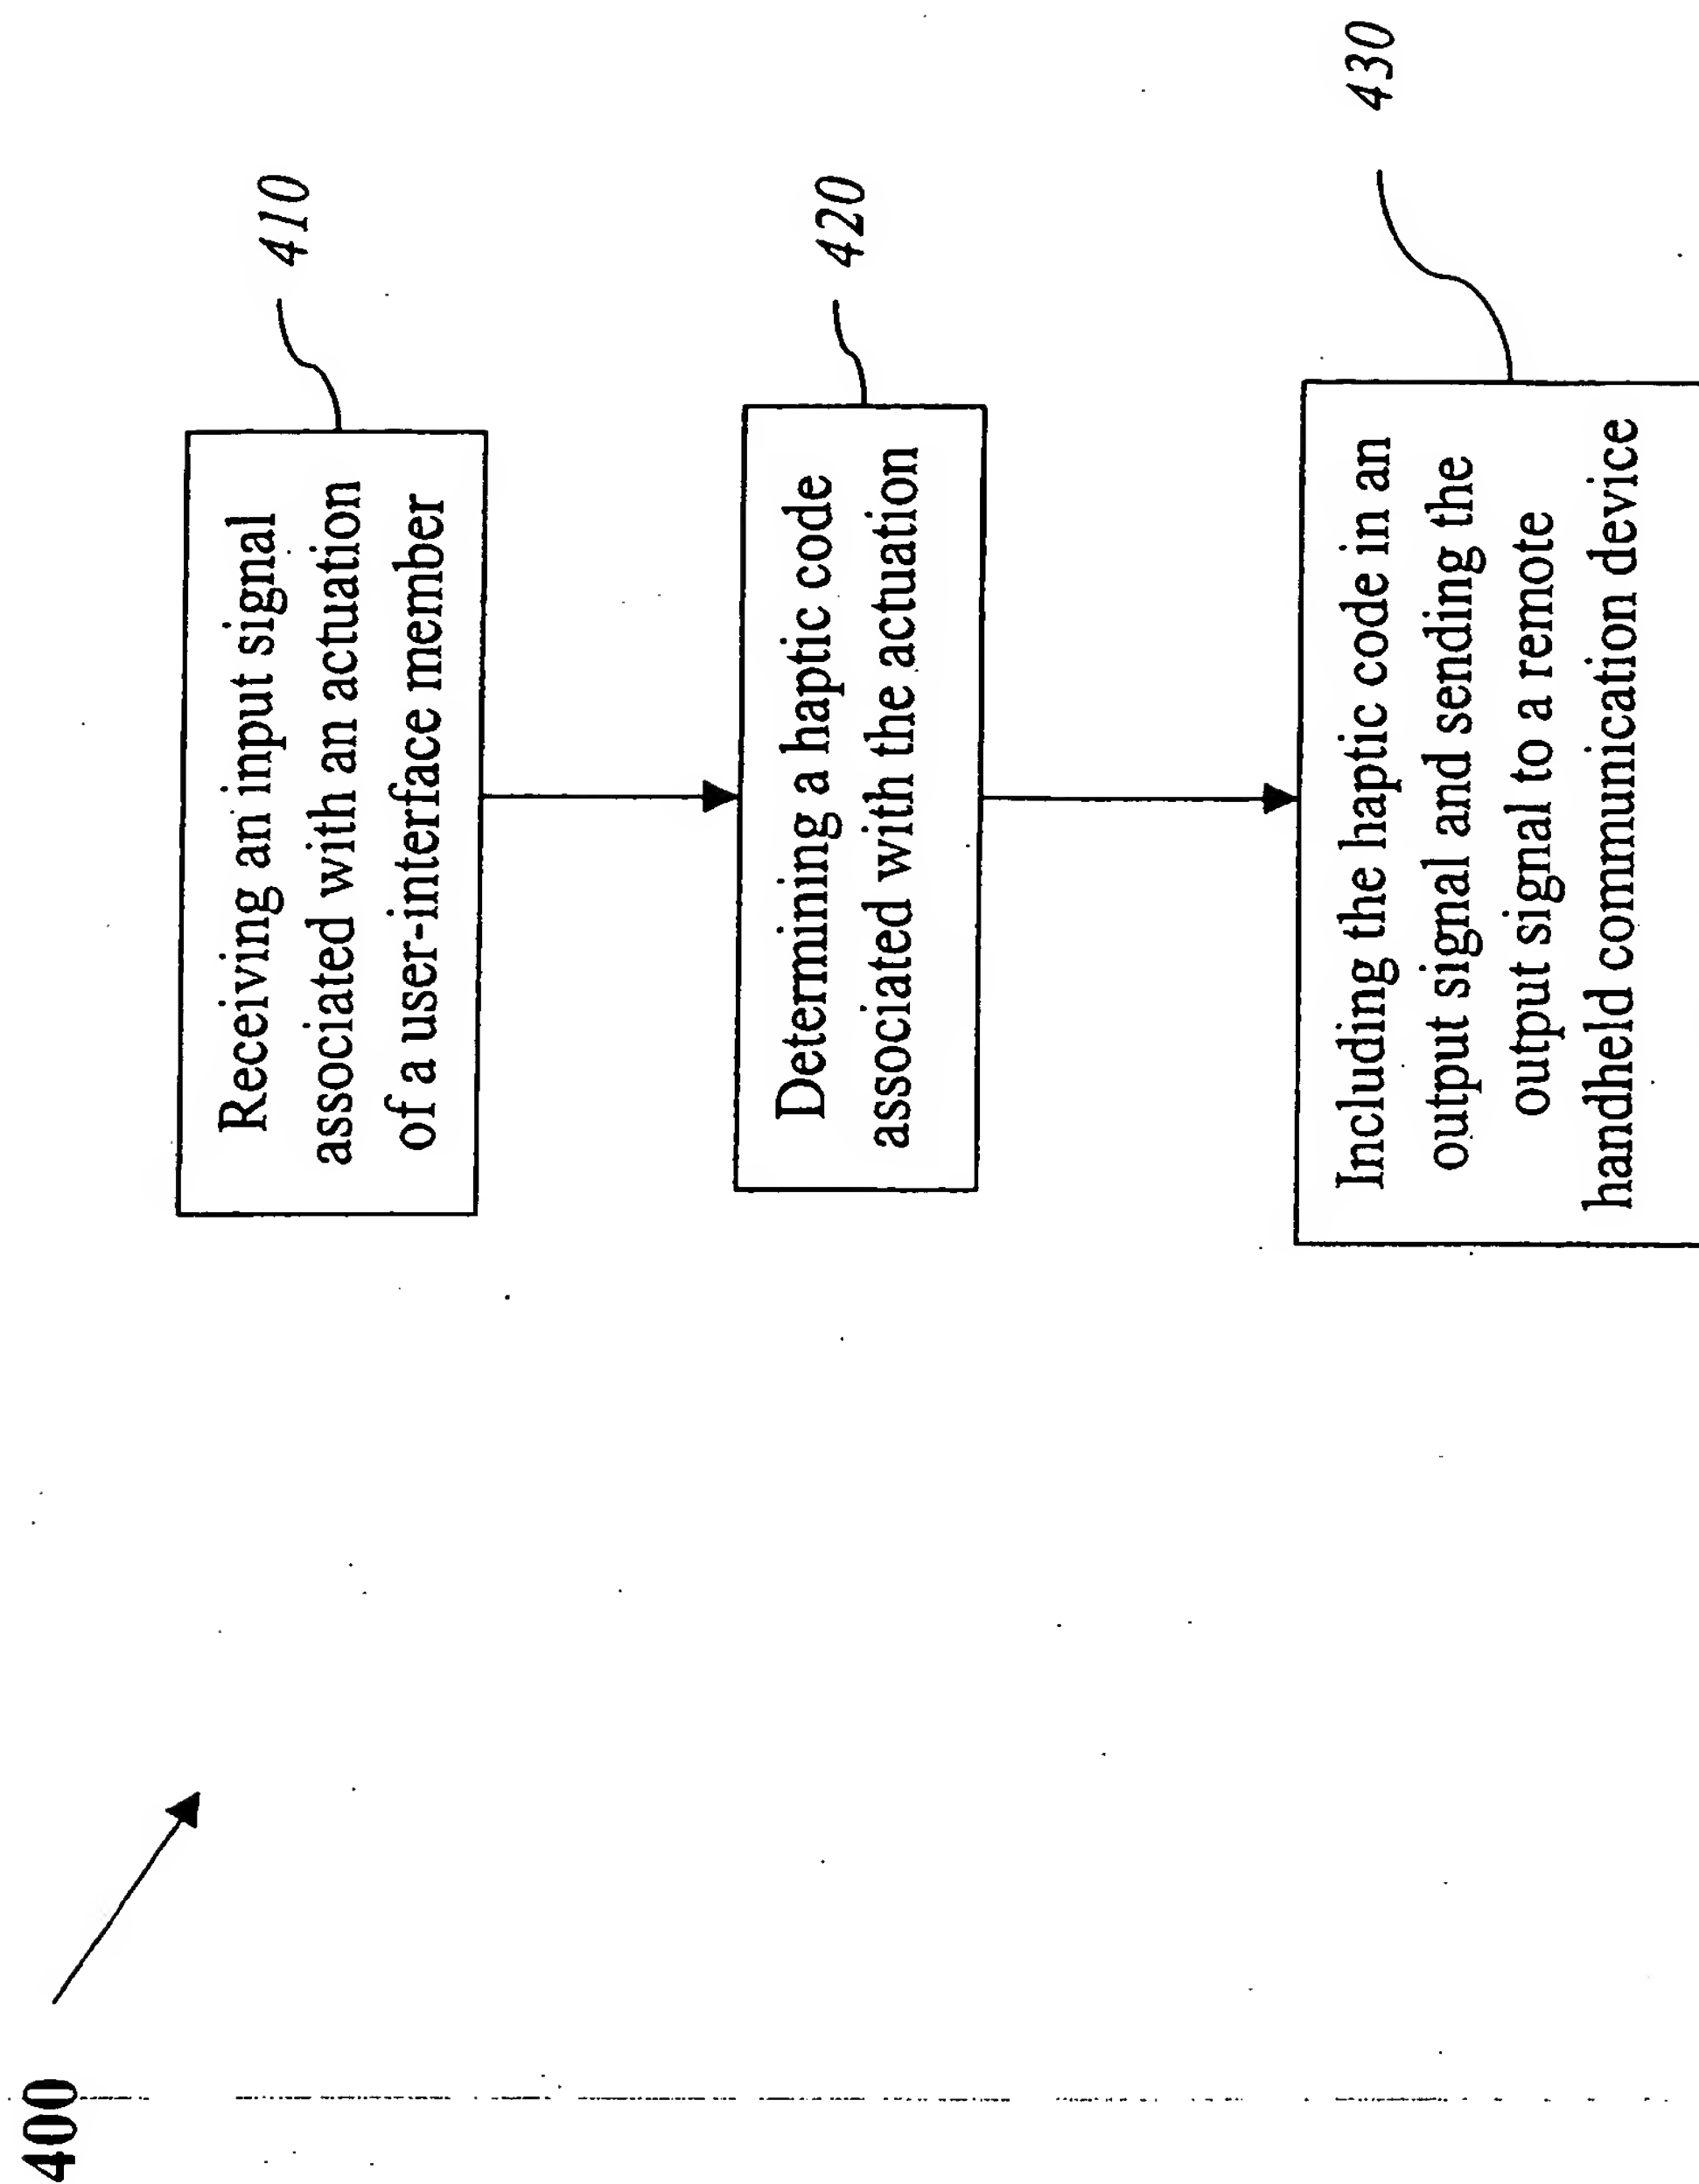 400
Receiving an input signal
associated with an actuation
of a user-interface member
410
Determining a haptic code
associated with the actuation
420
Including the haptic code in an
output signal and sending the
output signal to a remote
handheld communication device
430